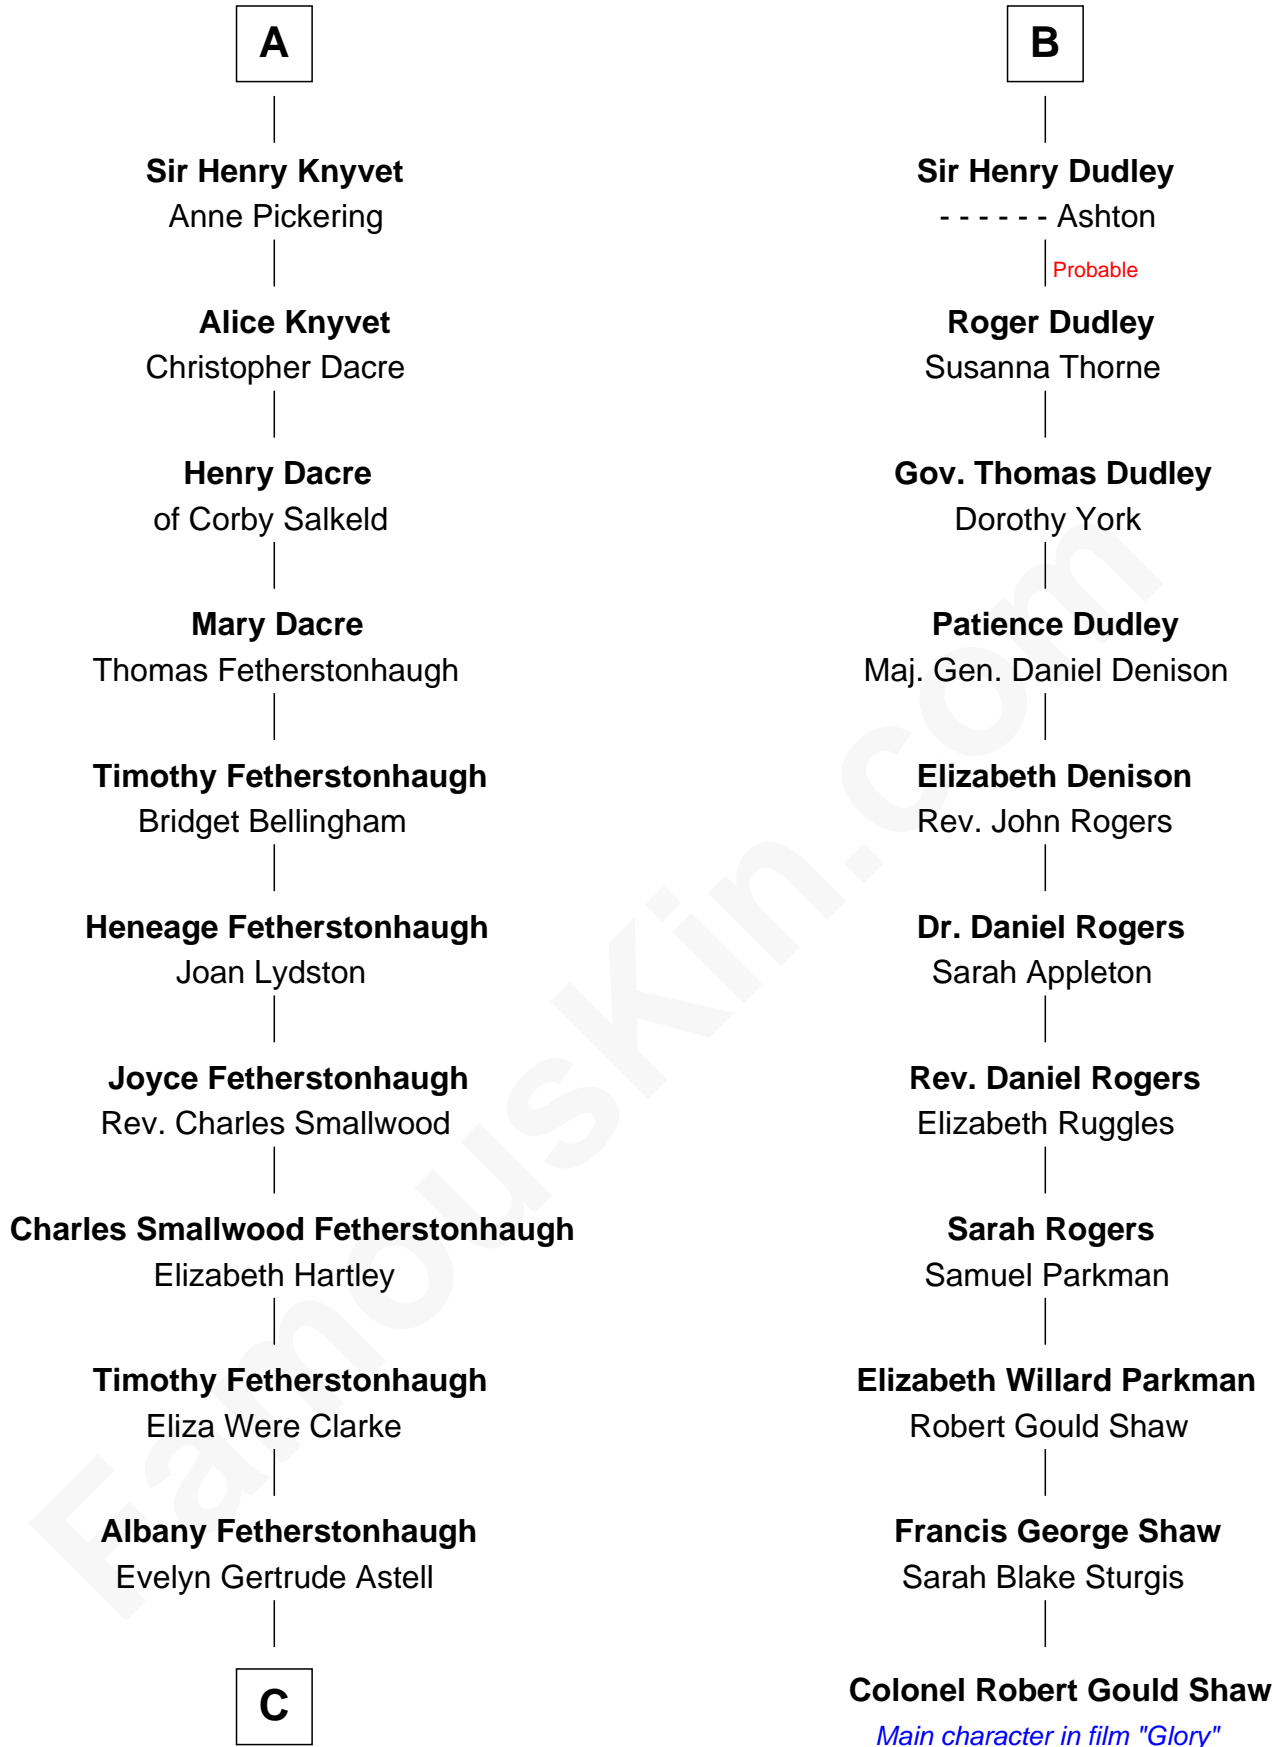 A
Sir Henry Knyvet
Anne Pickering
Alice Knyvet
Christopher Dacre
Henry Dacre
of Corby Salkeld
Mary Dacre
Thomas Fetherstonhaugh
Timothy Fetherstonhaugh
Bridget Bellingham
Heneage Fetherstonhaugh
Joan Lydston
Joyce Fetherstonhaugh
Rev. Charles Smallwood
Charles Smallwood Fetherstonhaugh
Elizabeth Hartley
Timothy Fetherstonhaugh
Eliza Were Clarke
Albany Fetherstonhaugh
Evelyn Gertrude Astell
C
B
Sir Henry Dudley
- - - - - - Ashton
Probable
Roger Dudley
Susanna Thorne
Gov. Thomas Dudley
Dorothy York
Patience Dudley
Maj. Gen. Daniel Denison
Elizabeth Denison
Rev. John Rogers
Dr. Daniel Rogers
Sarah Appleton
Rev. Daniel Rogers
Elizabeth Ruggles
Sarah Rogers
Samuel Parkman
Elizabeth Willard Parkman
Robert Gould Shaw
Francis George Shaw
Sarah Blake Sturgis
Colonel Robert Gould Shaw
Main character in film "Glory"
FamousKin.com